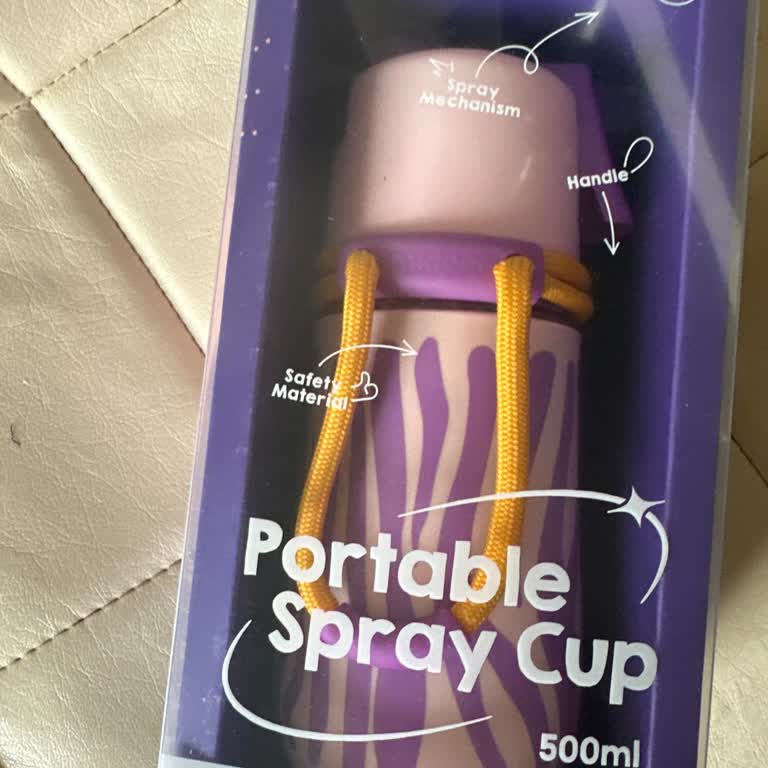 Spray
Mechanism
Handle
Safety
Material
Portable
Spray Cup
500ml